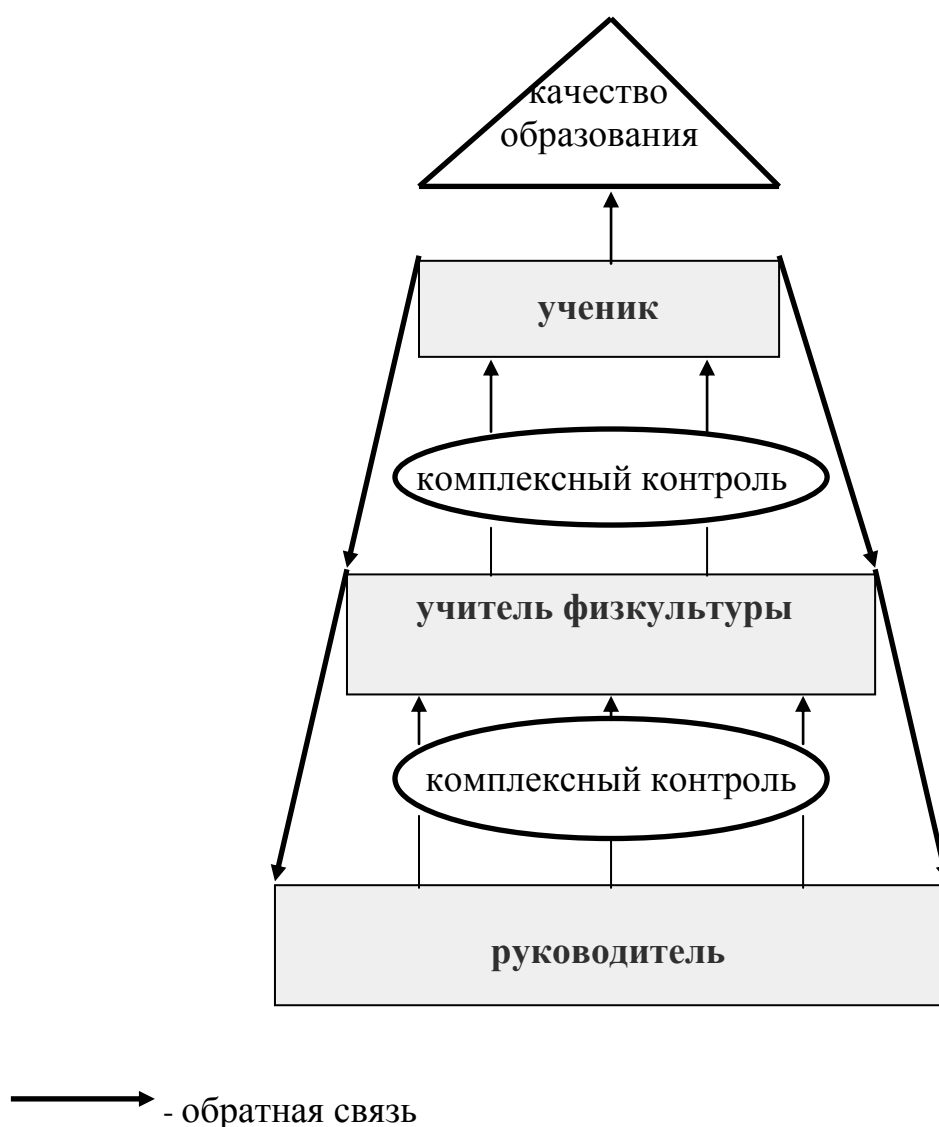 качество
образования
ученик
комплексный контроль
учитель физкультуры
комплексный контроль
руководитель
- обратная связь